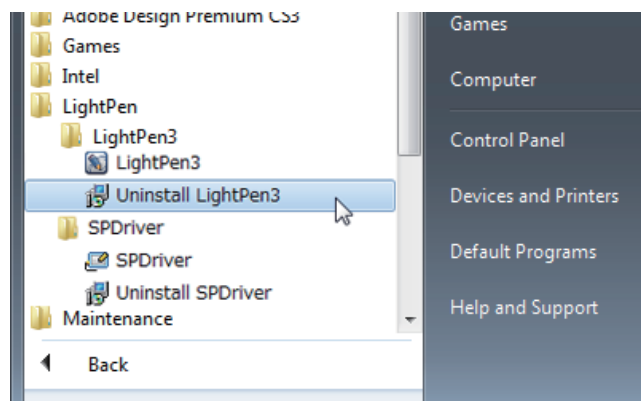 Adobe Design Premium CS3
Games
Intel
LightPen
LightPen3
LightPen3
Uninstall LightPen3
SPDriver
SPDriver
Uninstall SPDriver
Maintenance
Back
Games
Computer
Control Panel
Devices and Printers
Default Programs
Help and Support